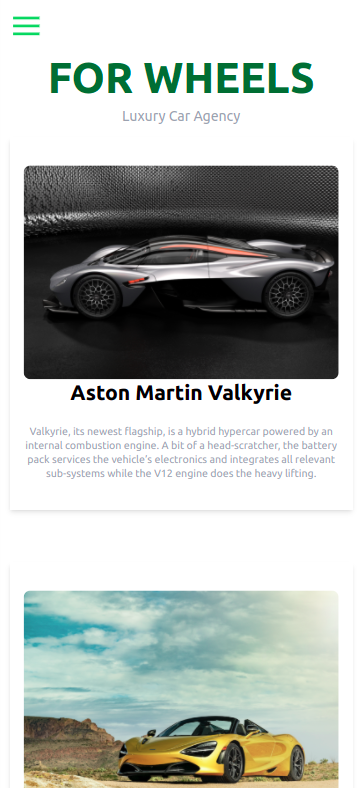 FOR WHEELS
Luxury Car Agency
Aston Martin Valkyrie
Valkyrie, its newest flagship, is a hybrid hypercar powered by an
internal combustion engine. A bit of a head-scratcher, the battery
pack services the vehicle's electronics and integrates all relevant
sub-systems while the V12 engine does the heavy lifting.